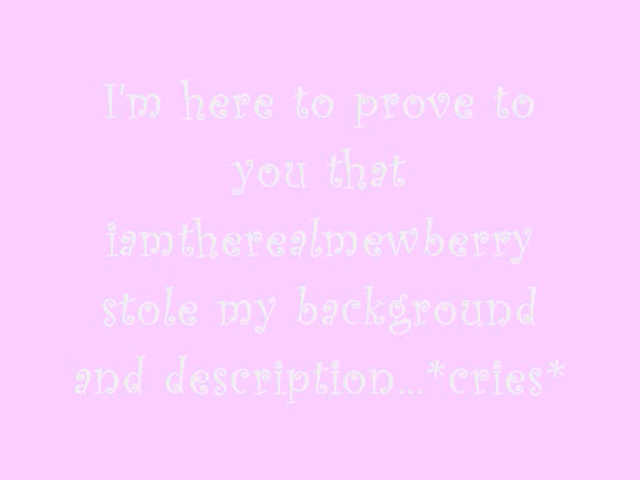 I'm here to prove to
you that
iamtherealmewberry
stole my background
and description...*cries*